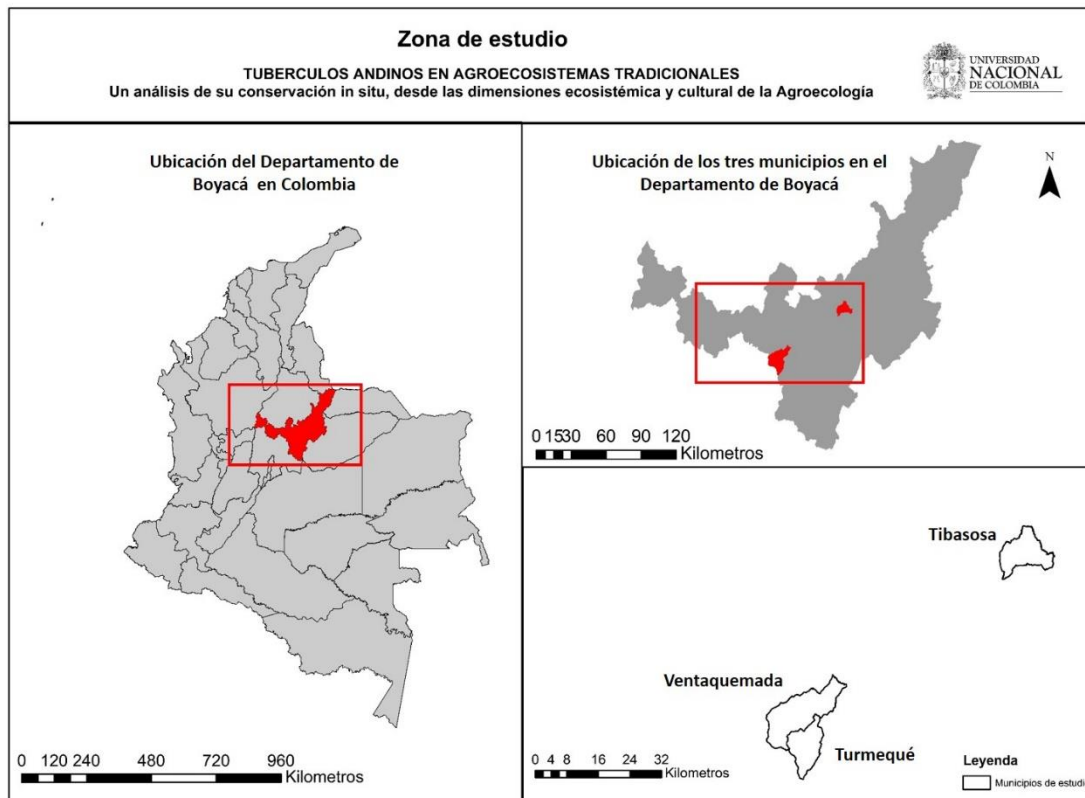 Zona de estudio
TUBERCULOS ANDINOS EN AGROECOSISTEMAS TRADICIONALES
Un análisis de su conservación in situ, desde las dimensiones ecosistémica y cultural de la Agroecología
UNIVERSIDAD
NACIONAL
DE COLOMBIA
Ubicación del Departamento de
Boyacá en Colombia
0 120 240 480 720 960
Kilometros
Ubicación de los tres municipios en el
Departamento de Boyacá
N
0 1530 60 90 120
Kilometros
Tibasosa
Ventaquemada
Turmequé
0 4 8 16 24 32
Kilometros
Leyenda
Municipios de estudio